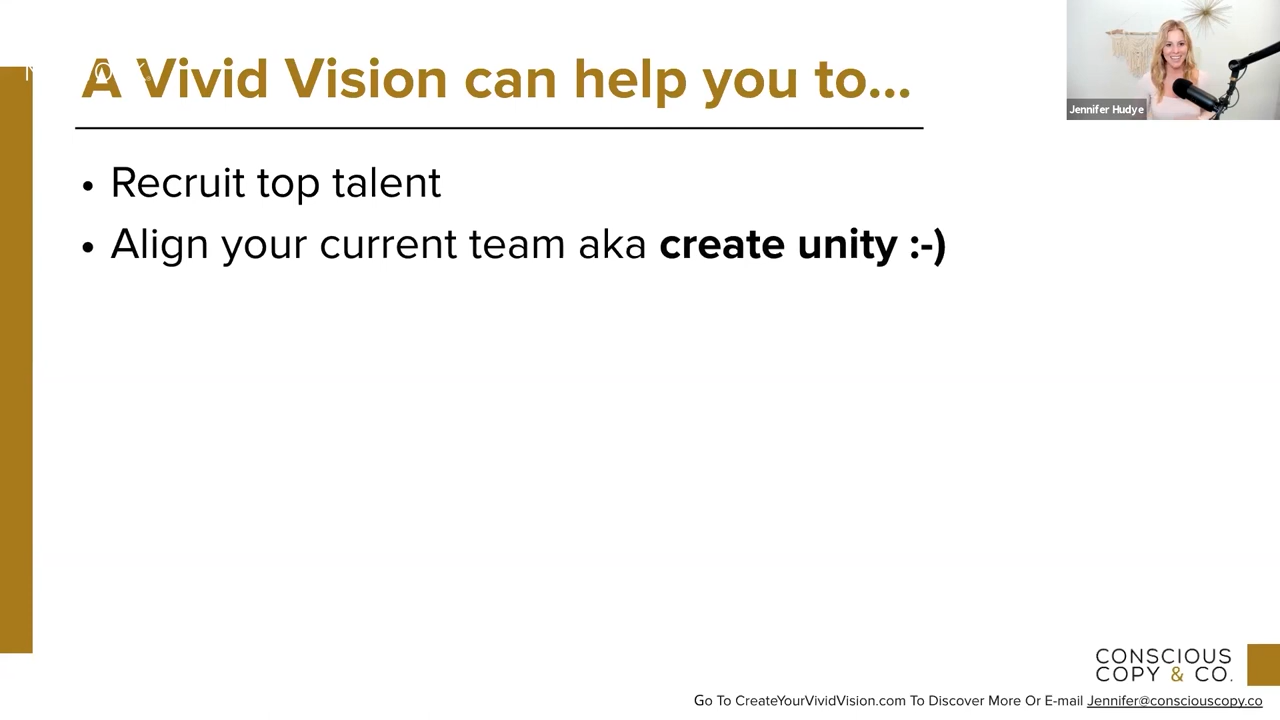 A Vivid Vision can help you to...
Jennifer Hudye
• Recruit top talent
• Align your current team aka create unity :-)
CONSCIOUS
COPY & CO.
Go To CreateYourVividVision.com To Discover More Or E-mail Jennifer@consciouscopy.co